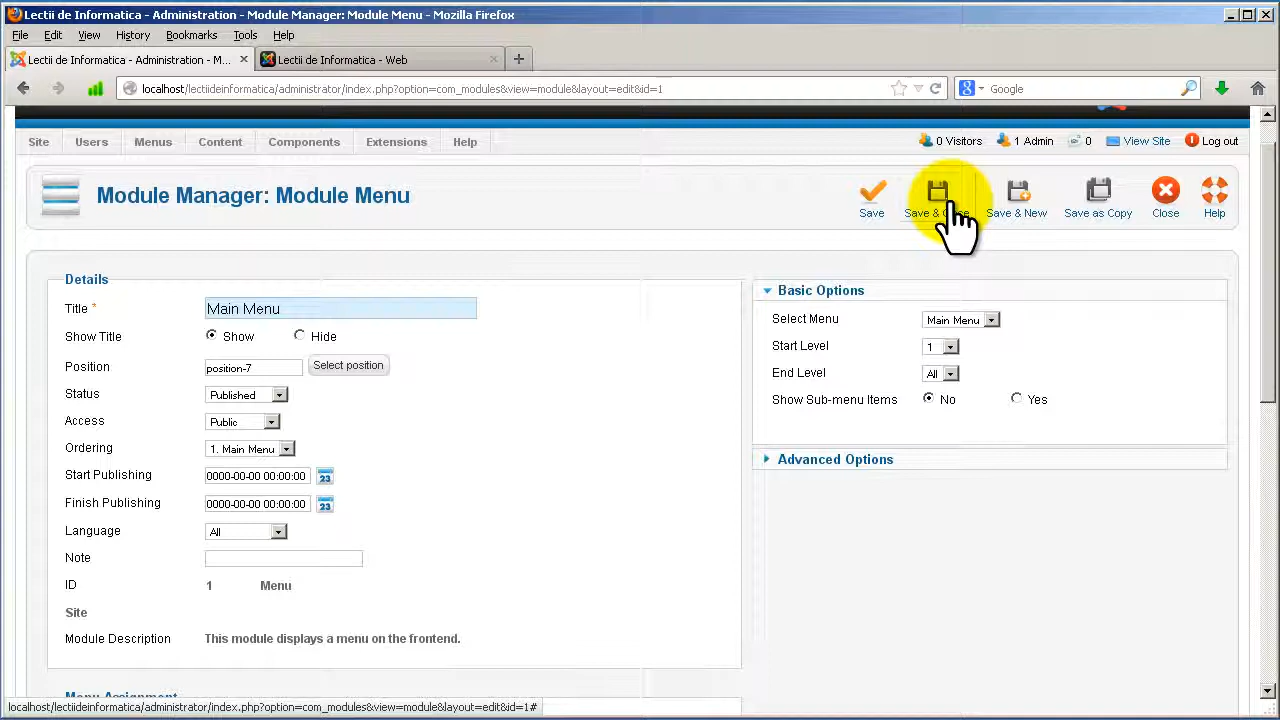 Lectii de Informatica - Administration - Module Manager: Module Menu - Mozilla Firefox
File Edit View History Bookmarks Tools Help
Lectii de Informatica - Administration - M... Lectii de Informatica - Web
localhost/lectiideinformatica/administrator/index.php?option=com_modules&view=module&layout=edit&id=1 Google
Site Users Menus Content Components Extensions Help 0 Visitors 1 Admin 0 View Site Log out
Module Manager: Module Menu
Save Save & Close Save & New Save as Copy Close Help
Details
Title * Main Menu
Show Title Show Hide
Position position-7 Select position
Status Published
Access Public
Ordering 1. Main Menu
Start Publishing 0000-00-00 00:00:00 23
Finish Publishing 0000-00-00 00:00:00 23
Language All
Note
ID 1 Menu
Site
Module Description This module displays a menu on the frontend.
Menu Assignment
Basic Options
Select Menu Main Menu
Start Level 1
End Level All
Show Sub-menu Items No Yes
Advanced Options
localhost/lectiideinformatica/administrator/index.php?option=com_modules&view=module&layout=edit&id=1#